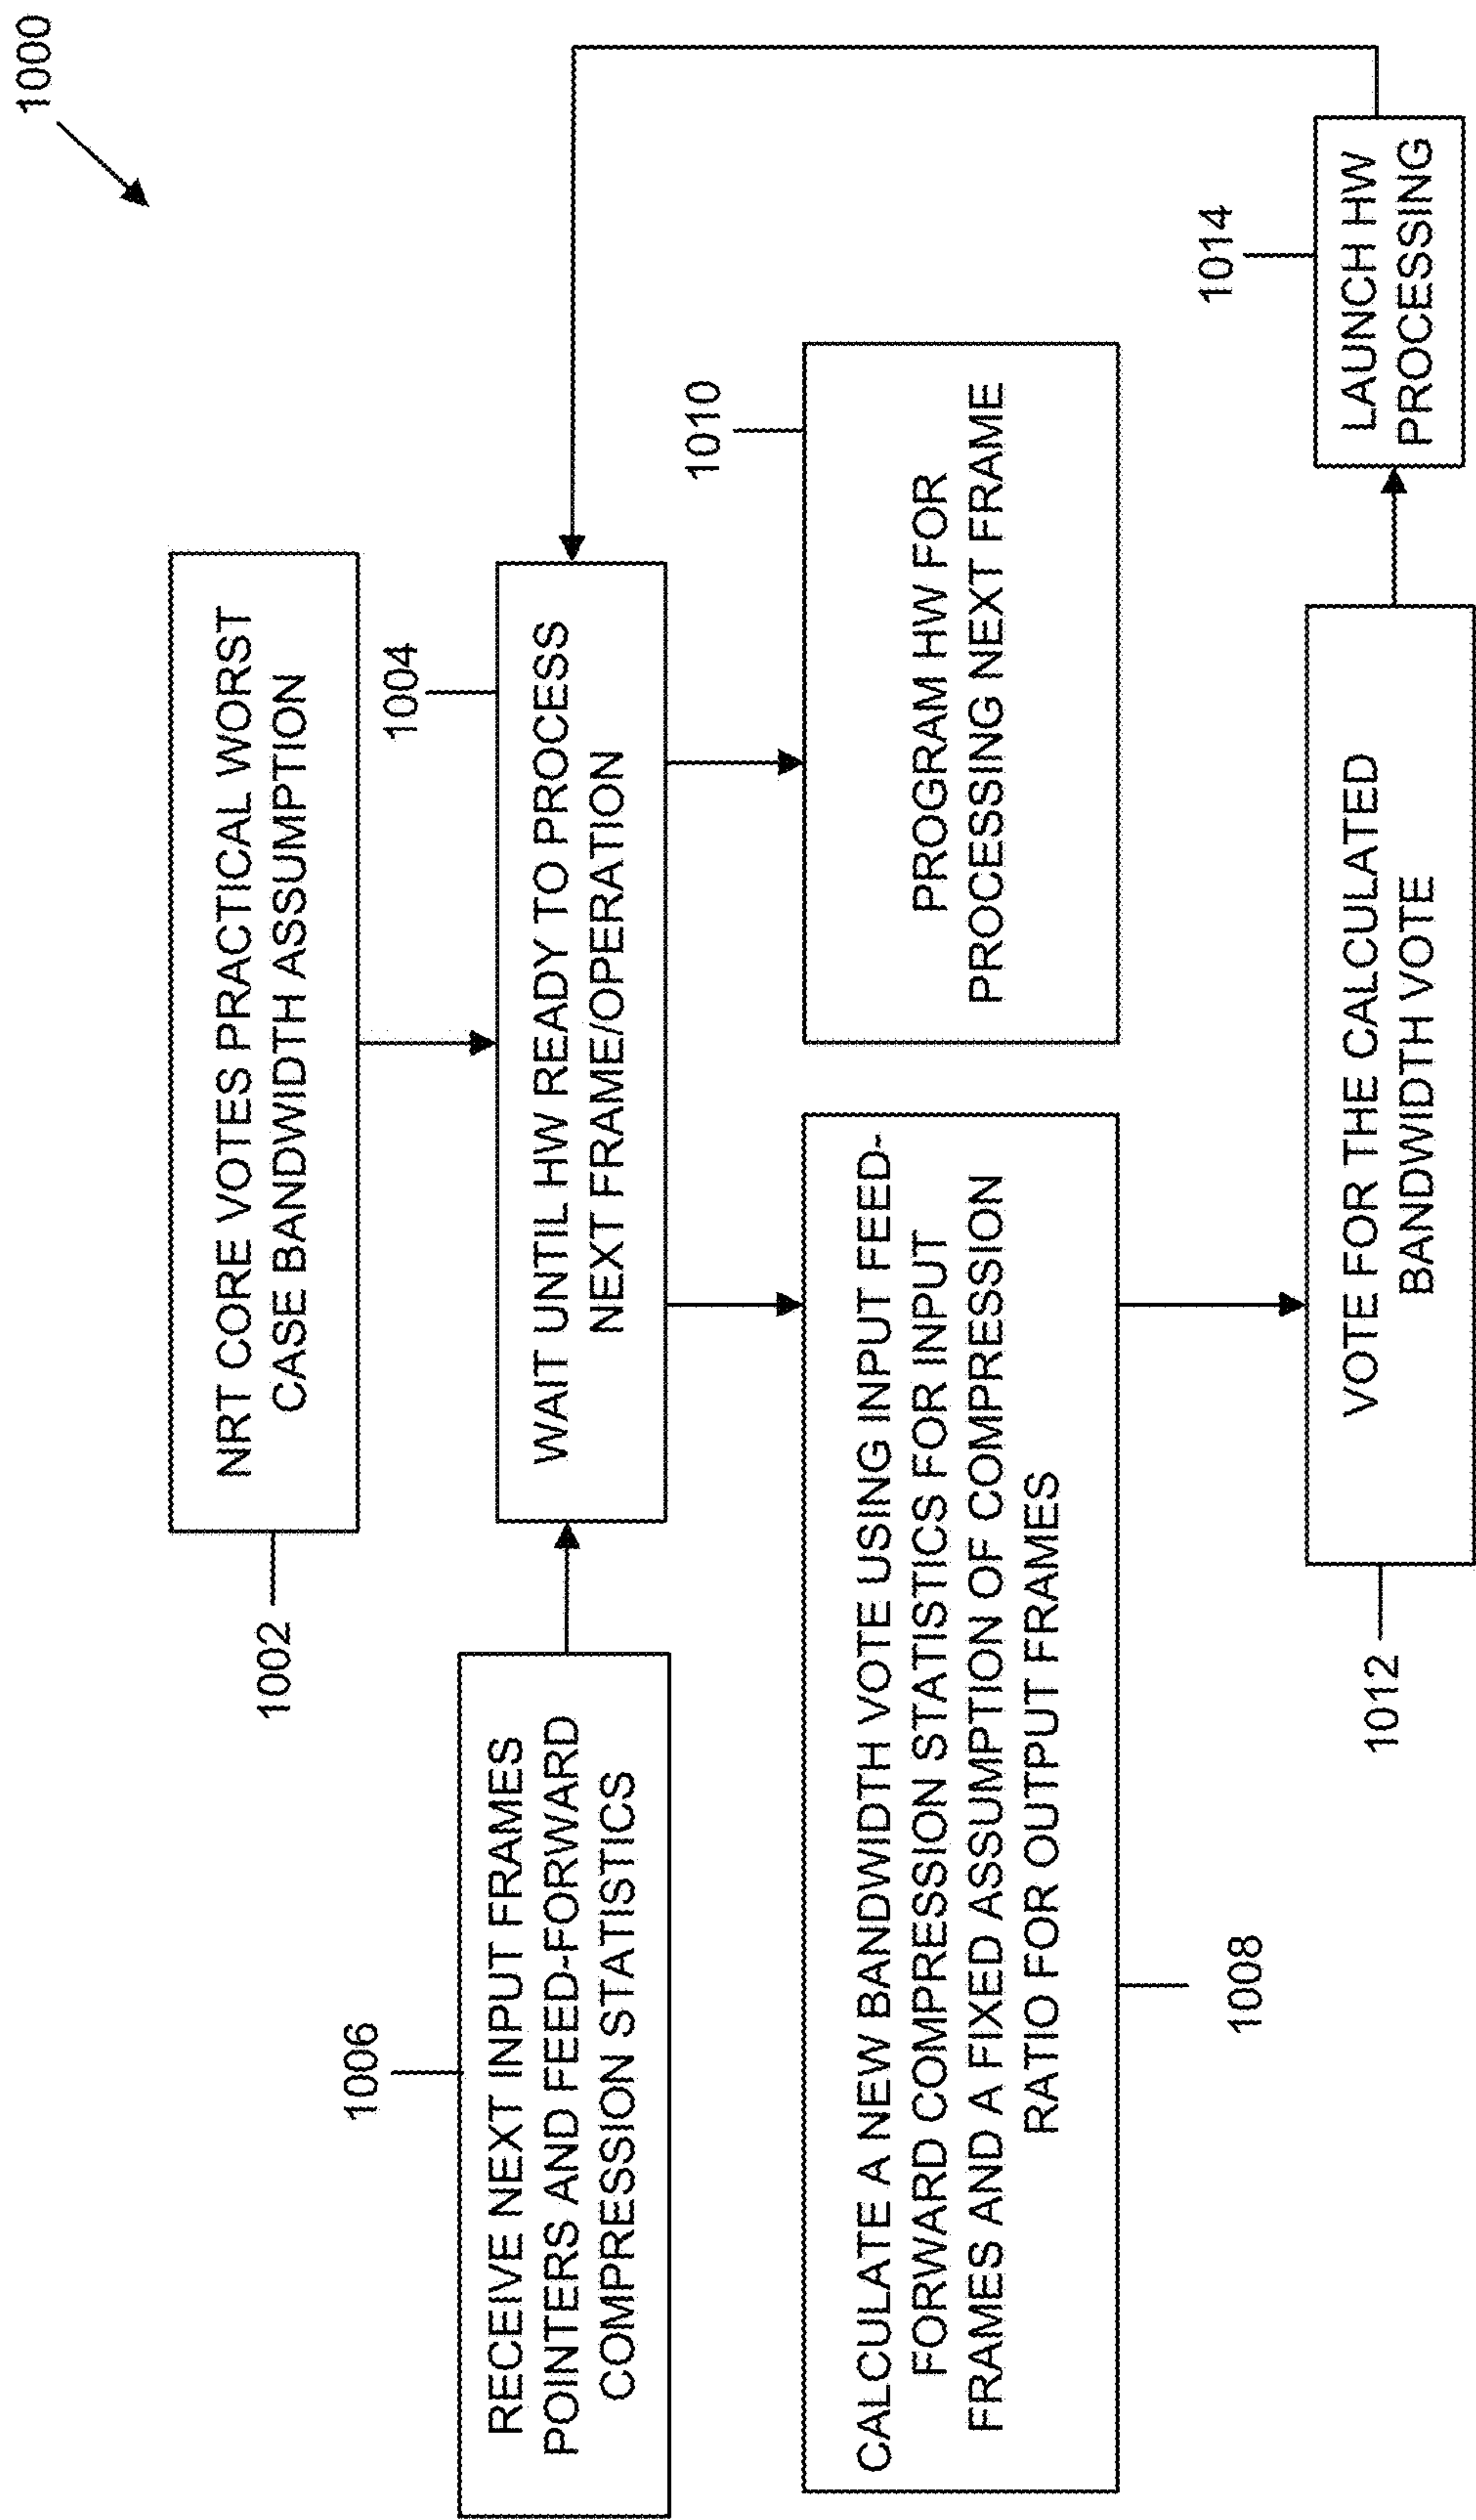 1000
NRT CORE VOTES PRACTICAL WORST
CASE BANDWIDTH ASSUMPTION
1002
1004
WAIT UNTIL HW READY TO PROCESS
NEXT FRAME/OPERATION
1006
RECEIVE NEXT INPUT FRAMES
POINTERS AND FEED-FORWARD
COMPRESSION STATISTICS
CALCULATE A NEW BANDWIDTH VOTE USING INPUT FEED-
FORWARD COMPRESSION STATISTICS FOR INPUT
FRAMES AND A FIXED ASSUMPTION OF COMPRESSION
RATIO FOR OUTPUT FRAMES
1008
1010
PROGRAM HW FOR
PROCESSING NEXT FRAME
VOTE FOR THE CALCULATED
BANDWIDTH VOTE
1012
1014
LAUNCH HW
PROCESSING